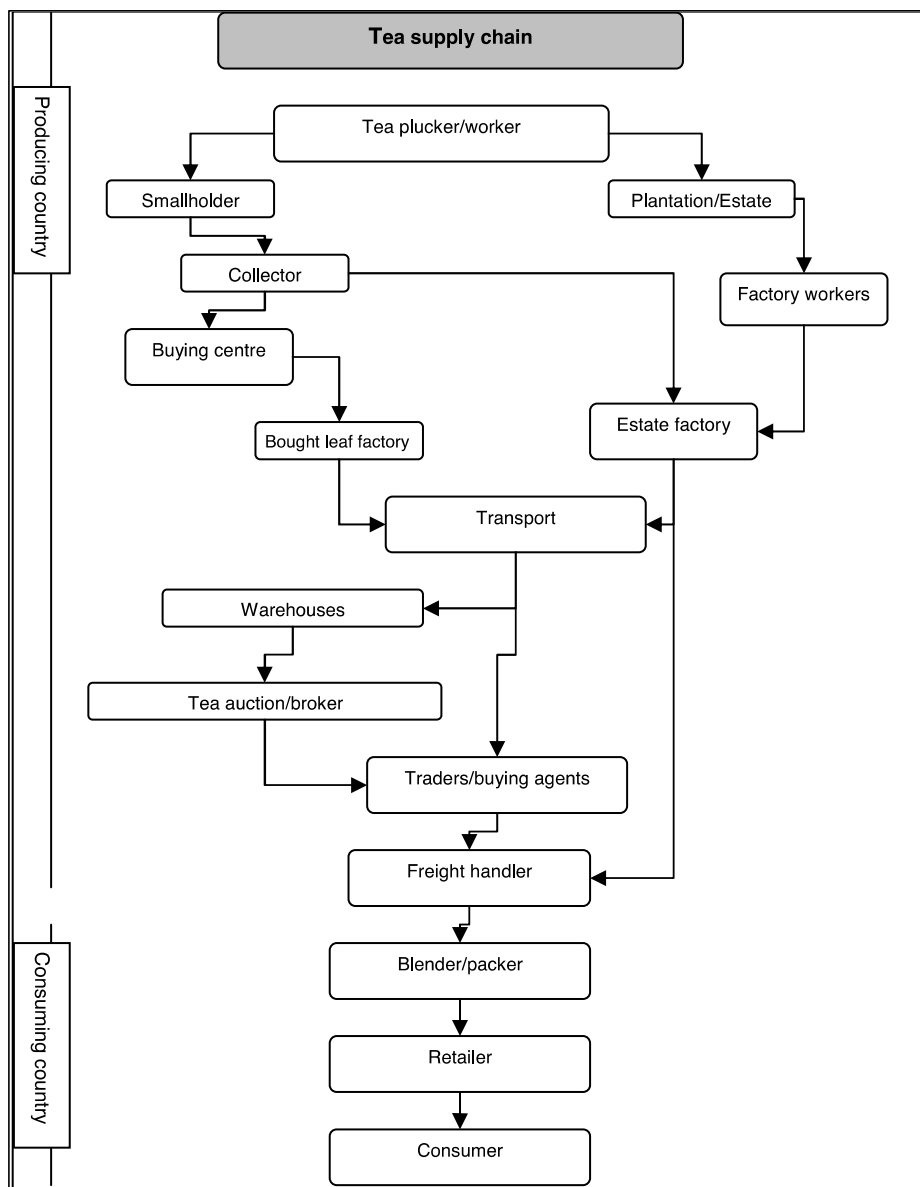 Tea supply chain
Producing country
Tea plucker/worker
Smallholder
Plantation/Estate
Collector
Factory workers
Buying centre
Estate factory
Bought leaf factory
Transport
Warehouses
Tea auction/broker
Traders/buying agents
Freight handler
Consuming country
Blender/packer
Retailer
Consumer